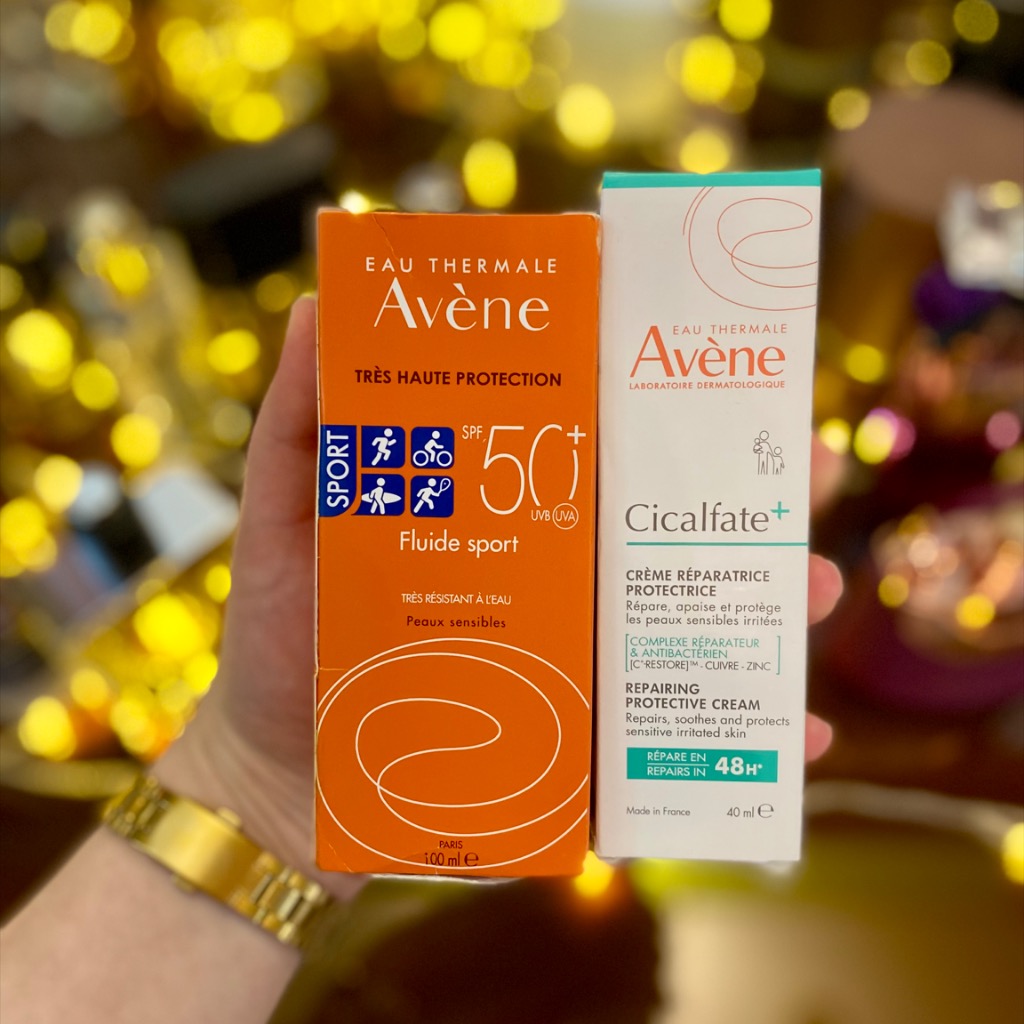 EAU THERMALE
Avène
TRÈS HAUTE PROTECTION
SPORT
SPF 50+
UVB UVA
Fluide sport
TRÈS RÉSISTANT À L'EAU
Peaux sensibles
PARIS
100 ml e
EAU THERMALE
Avène
LABORATOIRE DERMATOLOGIQUE
Cicalfate+
CRÈME RÉPARATRICE
PROTECTRICE
Répare, apaise et protège
les peaux sensibles irritées
COMPLEXE RÉPARATEUR
& ANTIBACTÉRIEN
[C+RESTORE]™ - CUIVRE - ZINC
REPAIRING
PROTECTIVE CREAM
Repairs, soothes and protects
sensitive irritated skin
RÉPARE EN
REPAIRS IN 48H*
Made in France 40 ml e